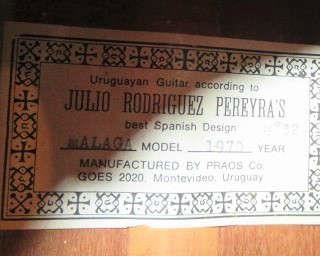 Uruguayan Guitar according to
JULIO RODRIGUEZ PEREYRA'S
best Spanish Design
mALAGA MODEL 1975 YEAR
MANUFACTURED BY PRAOS Co.
GOES 2020, Montevideo, Uruguay